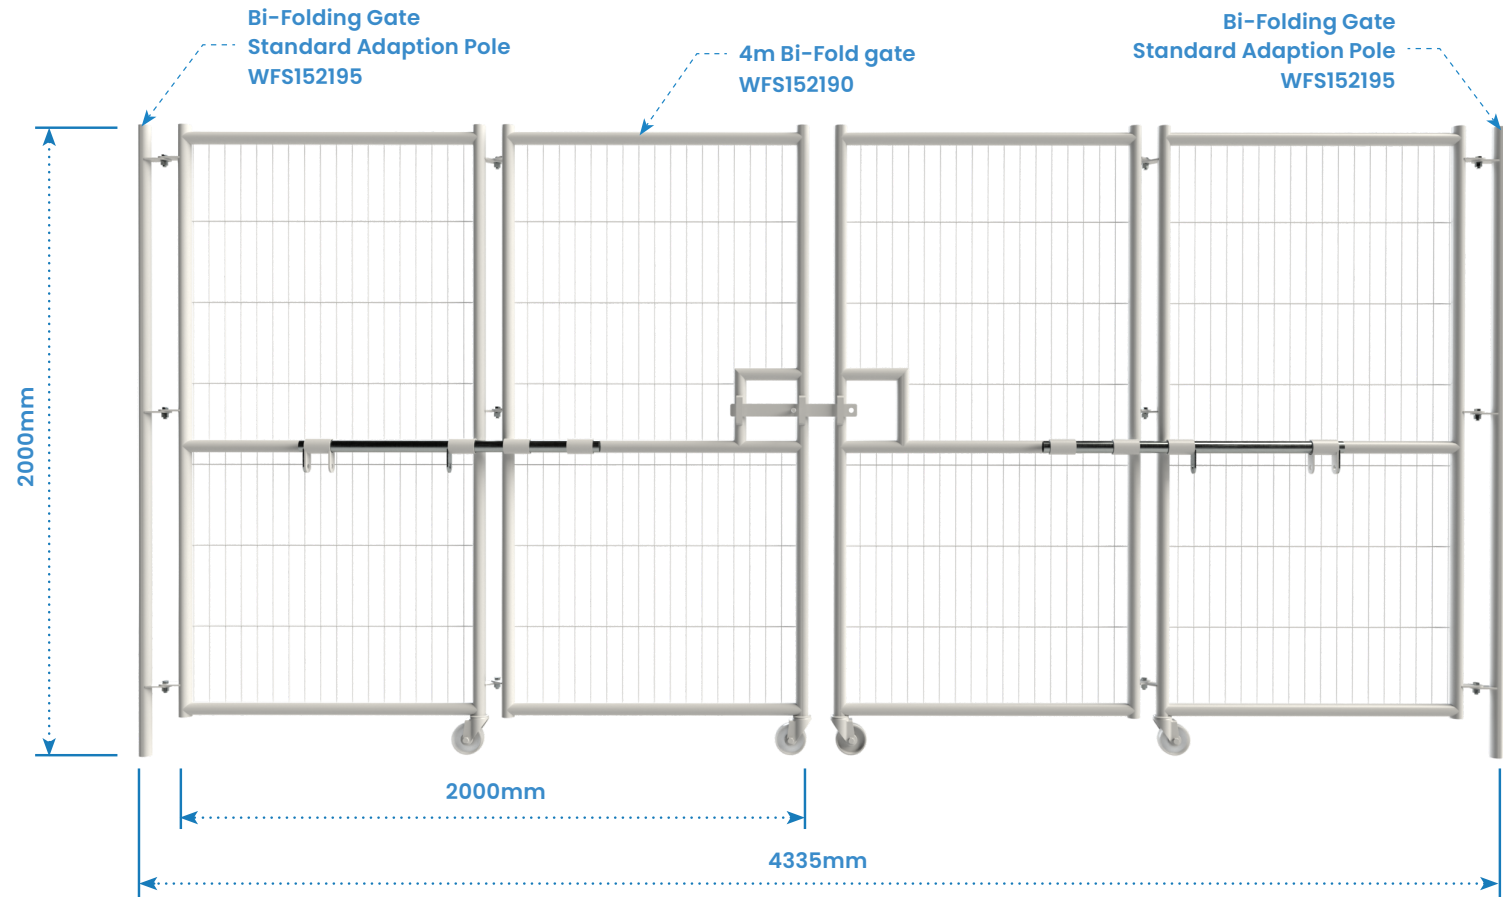 Bi-Folding Gate
Standard Adaption Pole
WFS152195
4m Bi-Fold gate
WFS152190
Bi-Folding Gate
Standard Adaption Pole
WFS152195
2000mm
2000mm
4335mm